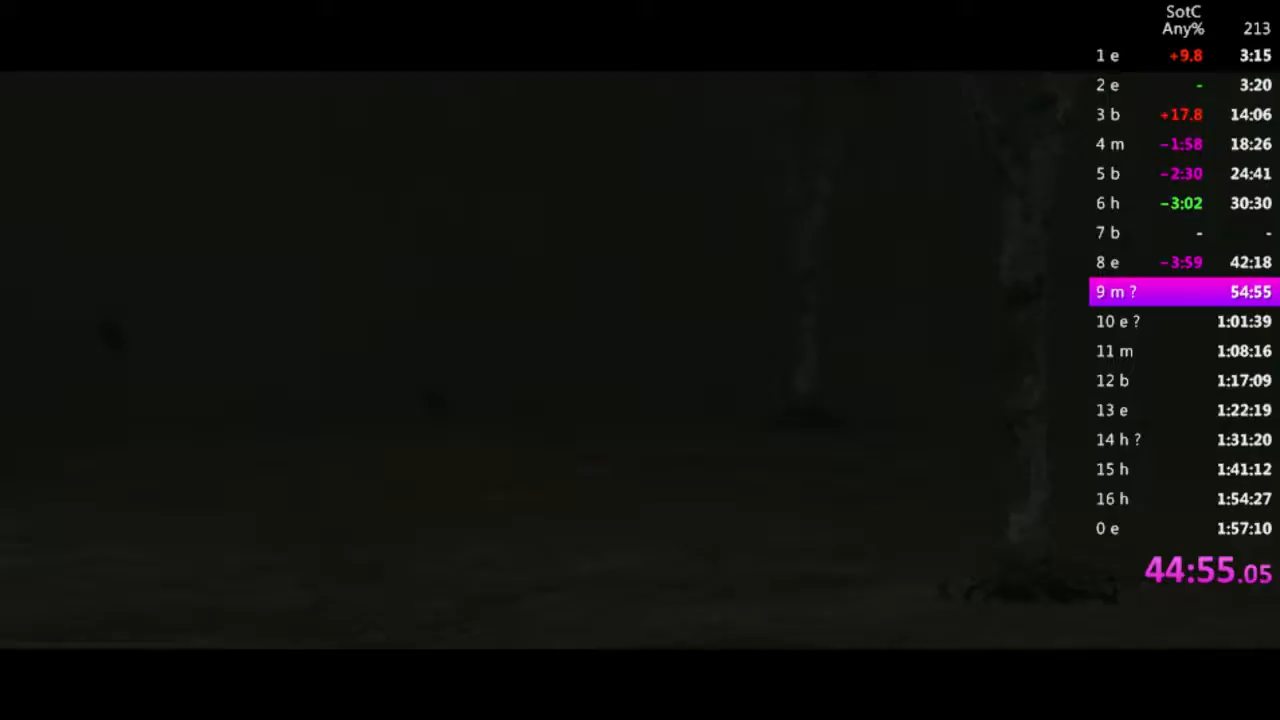 SotC
Any% 213
1 e +9.8 3:15
2 e - 3:20
3 b +17.8 14:06
4 m -1:58 18:26
5 b -2:30 24:41
6 h -3:02 30:30
7 b - -
8 e -3:59 42:18
9 m ? 54:55
10 e ? 1:01:39
11 m 1:08:16
12 b 1:17:09
13 e 1:22:19
14 h ? 1:31:20
15 h 1:41:12
16 h 1:54:27
0 e 1:57:10
44:55.05